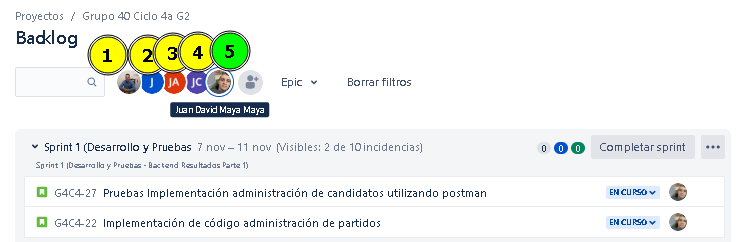 Proyectos / Grupo 40 Ciclo 4a G2
Backlog
1 2 3 4 5
J JA JC
Epic Borrar filtros
Juan David Maya Maya
Sprint 1 (Desarrollo y Pruebas 7 nov – 11 nov (Visibles: 2 de 10 incidencias) 0 0 0 Completar sprint
Sprint 1 (Desarrollo y Pruebas - Backend Resultados Parte 1)
G4C4-27 Pruebas Implementación administración de candidatos utilizando postman EN CURSO
G4C4-22 Implementación de código administración de partidos EN CURSO